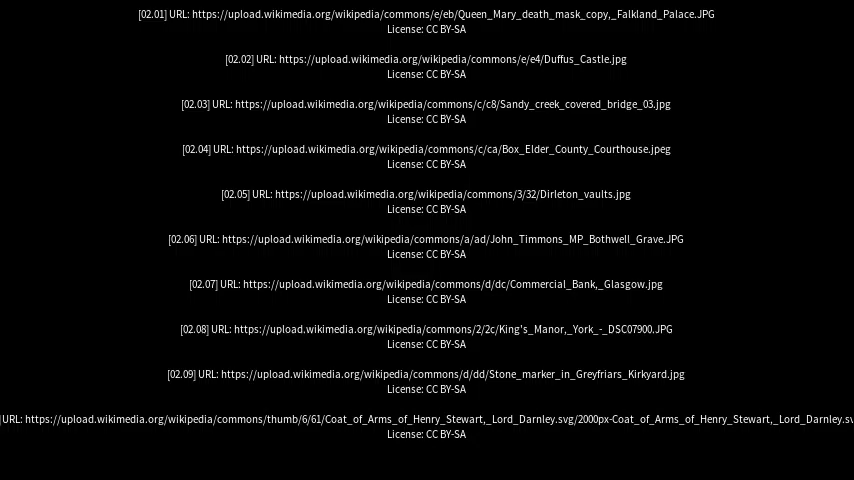 [02.01] URL: https://upload.wikimedia.org/wikipedia/commons/e/eb/Queen_Mary_death_mask_copy,_Falkland_Palace.JPG
License: CC BY-SA
[02.02] URL: https://upload.wikimedia.org/wikipedia/commons/e/e4/Duffus_Castle.jpg
License: CC BY-SA
[02.03] URL: https://upload.wikimedia.org/wikipedia/commons/c/c8/Sandy_creek_covered_bridge_03.jpg
License: CC BY-SA
[02.04] URL: https://upload.wikimedia.org/wikipedia/commons/c/ca/Box_Elder_County_Courthouse.jpeg
License: CC BY-SA
[02.05] URL: https://upload.wikimedia.org/wikipedia/commons/3/32/Dirleton_vaults.jpg
License: CC BY-SA
[02.06] URL: https://upload.wikimedia.org/wikipedia/commons/a/ad/John_Timmons_MP_Bothwell_Grave.JPG
License: CC BY-SA
[02.07] URL: https://upload.wikimedia.org/wikipedia/commons/d/dc/Commercial_Bank,_Glasgow.jpg
License: CC BY-SA
[02.08] URL: https://upload.wikimedia.org/wikipedia/commons/2/2c/King's_Manor,_York_-_DSC07900.JPG
License: CC BY-SA
[02.09] URL: https://upload.wikimedia.org/wikipedia/commons/d/dd/Stone_marker_in_Greyfriars_Kirkyard.jpg
License: CC BY-SA
URL: https://upload.wikimedia.org/wikipedia/commons/thumb/6/61/Coat_of_Arms_of_Henry_Stewart,_Lord_Darnley.svg/2000px-Coat_of_Arms_of_Henry_Stewart,_Lord_Darnley.sv
License: CC BY-SA